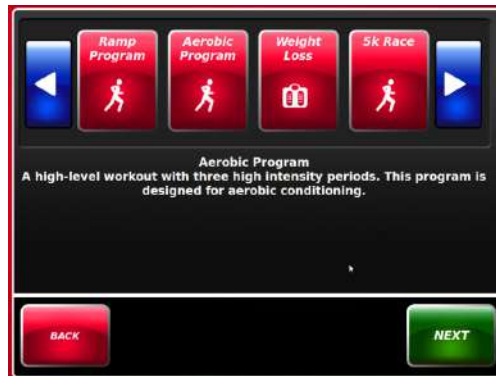 Ramp Program
Aerobic Program
Weight Loss
5k Race
Aerobic Program
A high-level workout with three high intensity periods. This program is
designed for aerobic conditioning.
BACK
NEXT